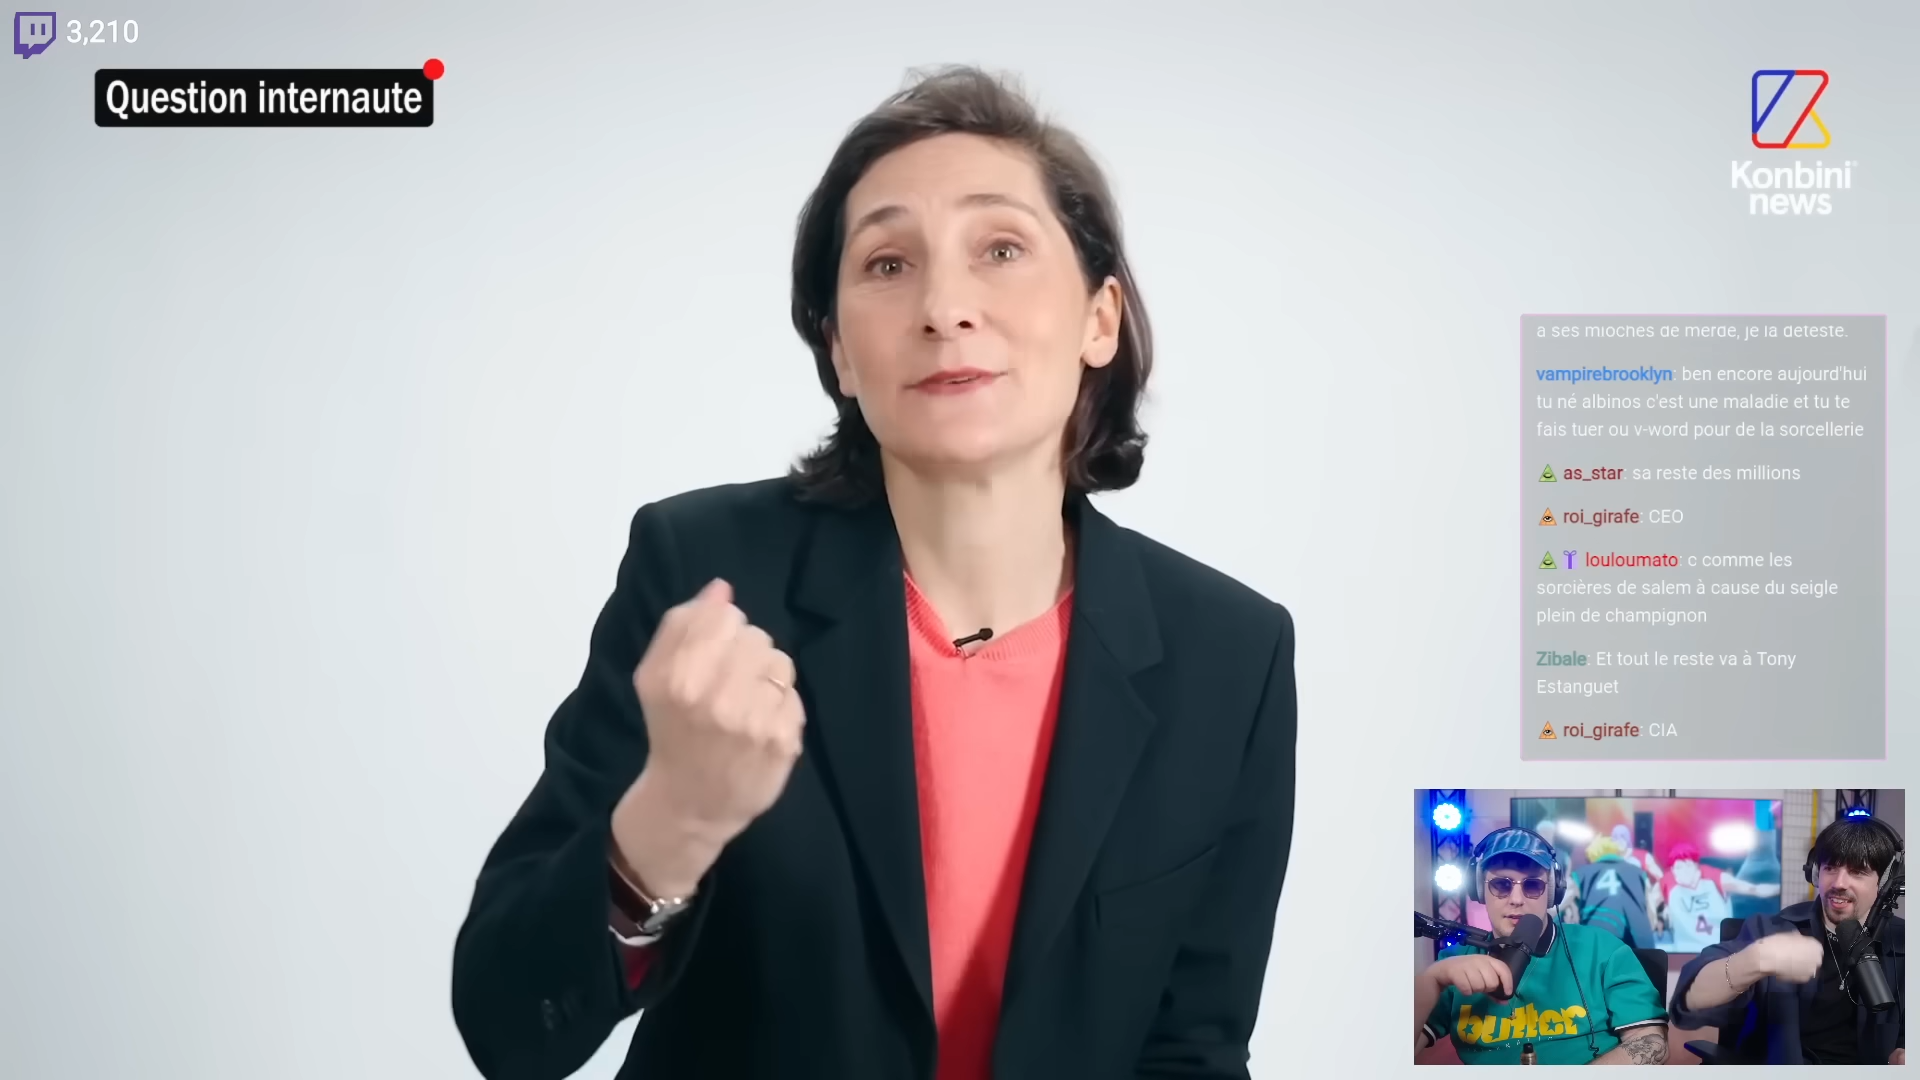 3,210
Question internaute
Konbini
news
à ses mioches de merde, je la déteste.
vampirebrooklyn: ben encore aujourd'hui
tu né albinos c'est une maladie et tu te
fais tuer ou v-word pour de la sorcellerie
as_star: sa reste des millions
roi_girafe: CEO
louloumato: c comme les
sorcières de salem à cause du seigle
plein de champignon
Zibale: Et tout le reste va à Tony
Estanguet
roi_girafe: CIA
4
VS
4
butter